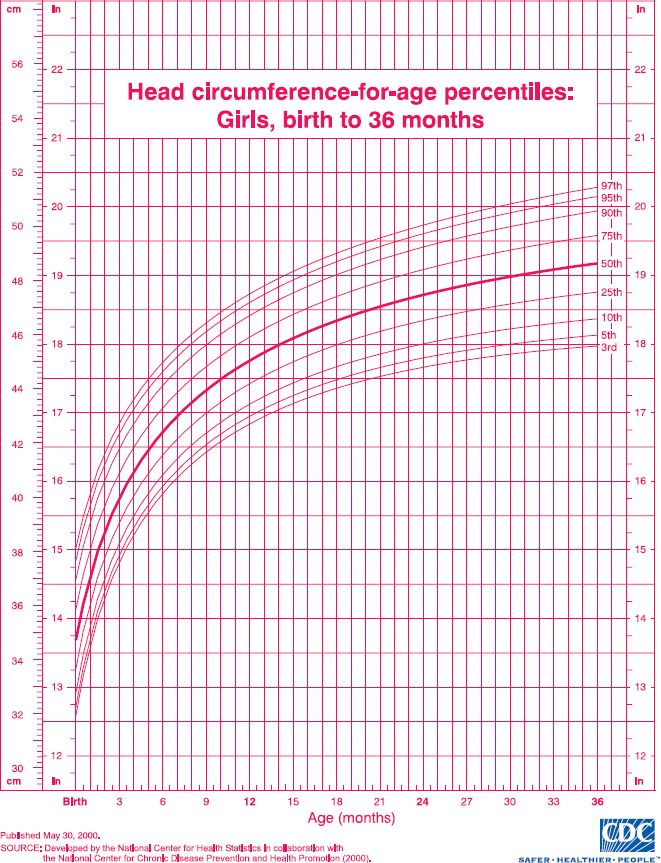 cm In In
56 22 22
Head circumference-for-age percentiles:
Girls, birth to 36 months
54
21 21
52
97th
95th
20 20
90th
50
75th
50th
19 19
48
25th
10th
46
5th
18 18
3rd
44
17 17
42
16 16
40
15 15
38
36
14 14
34
13 13
32
12 12
30
cm In In
Birth 3 6 9 12 15 18 21 24 27 30 33 36
Age (months)
Published May 30, 2000.
SOURCE: Developed by the National Center for Health Statistics in collaboration with
the National Center for Chronic Disease Prevention and Health Promotion (2000).
CDC
SAFER · HEALTHIER · PEOPLE™